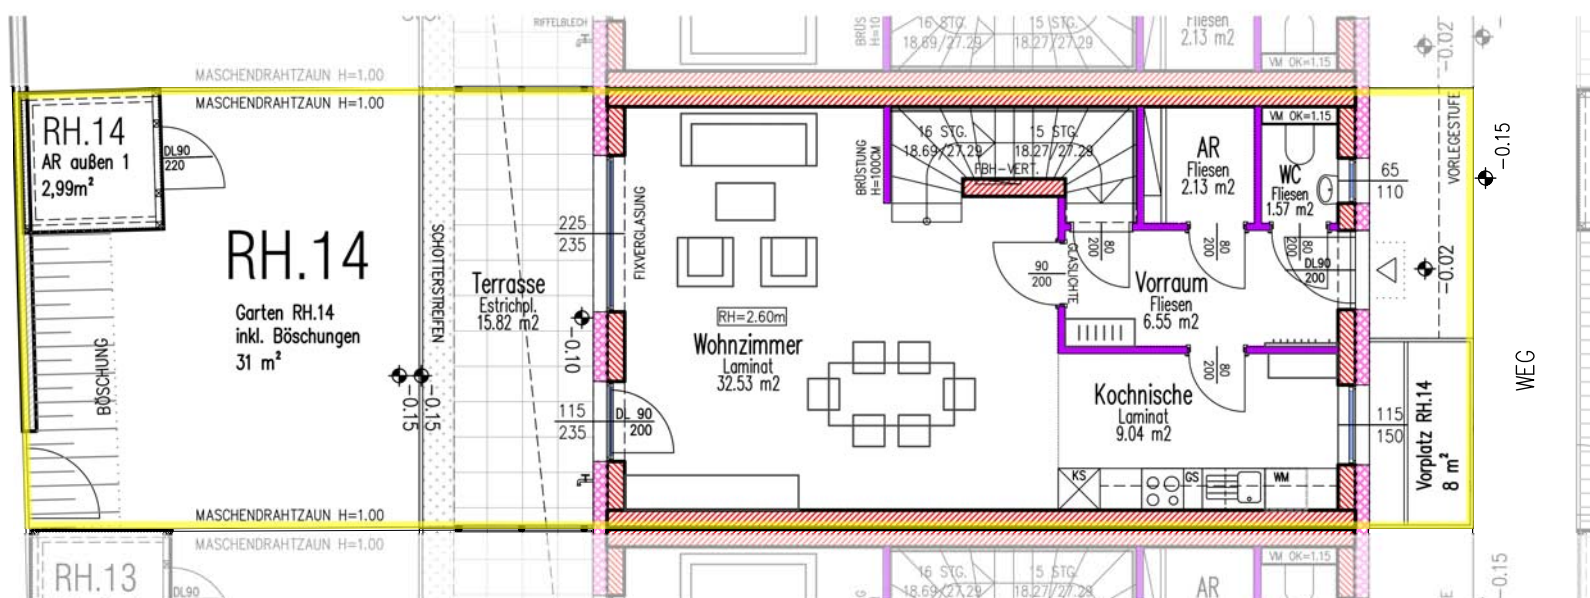 RIFFELBLECH
BRÜSTUNG
H=10
16 STG.
18.69/27.29
15 STG.
18.27/27.29
Fliesen
2.13 m2
VM OK=1.15
-0.02
MASCHENDRAHTZAUN H=1.00
MASCHENDRAHTZAUN H=1.00
RH.14
AR außen 1
2,99m²
DL90
220
RH.14
Garten RH.14
inkl. Böschungen
31 m²
BÖSCHUNG
SCHOTTERSTREIFEN
-0.15
-0.15
Terrasse
Estrichpl.
15.82 m2
-0.10
225
235
FIXVERGLASUNG
115
235
DL 90
200
RH=2.60m
Wohnzimmer
Laminat
32.53 m2
BRÜSTUNG
H=100CM
16 STG.
18.69/27.29
15 STG.
18.27/27.29
FBH-VERT.
AR
Fliesen
2.13 m2
VM OK=1.15
WC
Fliesen
1.57 m2
65
110
VORLEGESTUFE
-0.15
80
200
80
200
80
200
DL90
200
90
200
GLASLICHTE
Vorraum
Fliesen
6.55 m2
-0.02
80
200
Kochnische
Laminat
9.04 m2
KS
GS
WM
115
150
Vorplatz RH.14
8 m²
WEG
MASCHENDRAHTZAUN H=1.00
MASCHENDRAHTZAUN H=1.00
RH.13
DL90
16 STG.
18.69/27.29
15 STG.
18.27/27.29
AR
VM OK=1.15
-0.15